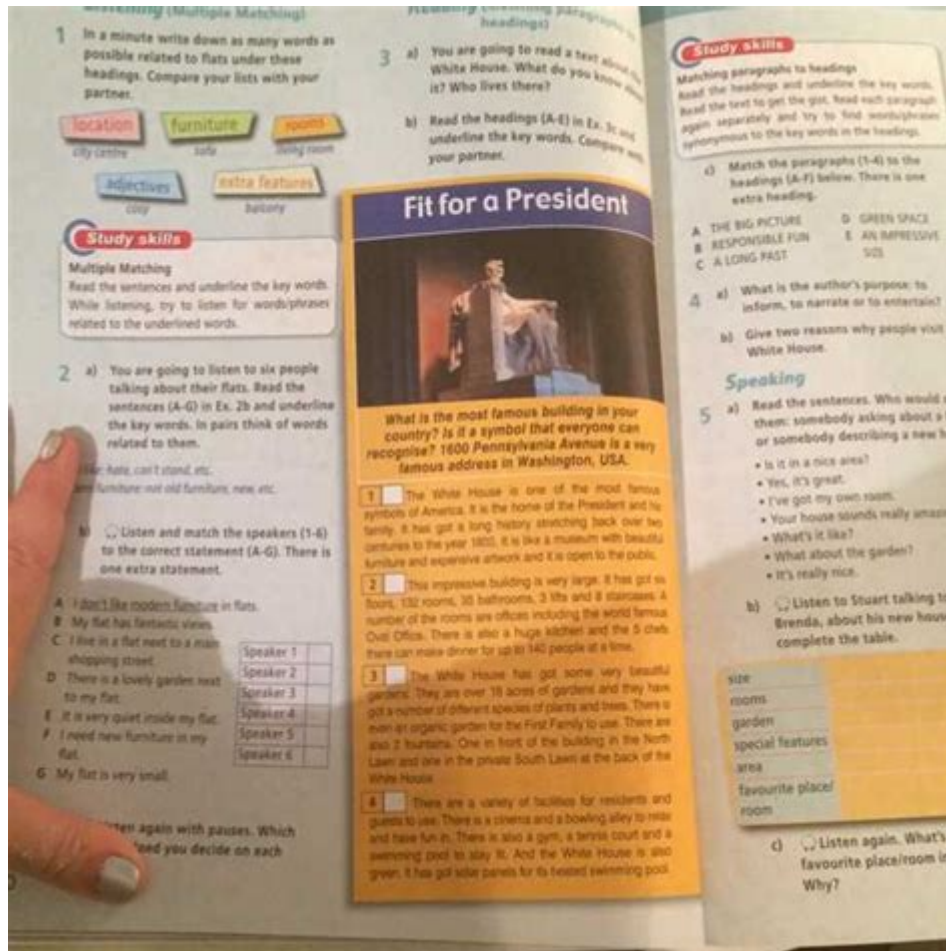 Listening (Multiple Matching)
1 In a minute write down as many words as
possible related to flats under these
headings. Compare your lists with your
partner.
location furniture rooms
city centre sofa living room
adjectives extra features
cosy balcony
Study skills
Multiple Matching
Read the sentences and underline the key words.
While listening, try to listen for words/phrases
related to the underlined words.
2 a) You are going to listen to six people
talking about their flats. Read the
sentences (A-G) in Ex. 2b and underline
the key words. In pairs think of words
related to them.
hate, can't stand, etc.
furniture: not old furniture, new, etc.
Listen and match the speakers (1-6)
to the correct statement (A-G). There is
one extra statement.
A I don't like modern furniture in flats.
B My flat has fantastic views.
C I live in a flat next to a main
shopping street.
D There is a lovely garden next
to my flat.
E It is very quiet inside my flat.
F I need new furniture in my
flat.
G My flat is very small.
Speaker 1
Speaker 2
Speaker 3
Speaker 4
Speaker 5
Speaker 6
again with pauses. Which
you decide on each
headings)
3 a) You are going to read a text about the
White House. What do you know about
it? Who lives there?
b) Read the headings (A-E) in Ex. 3c and
underline the key words. Compare with
your partner.
Fit for a President
What is the most famous building in your
country? Is it a symbol that everyone can
recognise? 1600 Pennsylvania Avenue is a very
famous address in Washington, USA.
1 The White House is one of the most famous
symbols of America. It is the home of the President and his
family. It has got a long history stretching back over two
centuries to the year 1800. It is like a museum with beautiful
furniture and expensive artwork and it is open to the public.
2 This impressive building is very large. It has got six
floors, 132 rooms, 35 bathrooms, 3 lifts and 8 staircases. A
number of the rooms are offices including the world famous
Oval Office. There is also a huge kitchen and the 5 chefs
there can make dinner for up to 140 people at a time.
3 The White House has got some very beautiful
gardens. They are over 18 acres of gardens and they have
got a number of different species of plants and trees. There is
even an organic garden for the First Family to use. There are
also 2 fountains. One in front of the building in the North
Lawn and one in the private South Lawn at the back of the
White House.
4 There are a variety of facilities for residents and
guests to use. There is a cinema and a bowling alley to relax
and have fun in. There is also a gym, a tennis court and a
swimming pool to stay fit. And the White House is also
green. It has got solar panels for its heated swimming pool.
Study skills
Matching paragraphs to headings
Read the headings and underline the key words.
Read the text to get the gist. Read each paragraph
again separately and try to find words/phrases
synonymous to the key words in the headings.
c) Match the paragraphs (1-4) to the
headings (A-F) below. There is one
extra heading.
A THE BIG PICTURE
B RESPONSIBLE FUN
C A LONG PAST
D GREEN SPACE
E AN IMPRESSIVE
SIZE
4 a) What is the author's purpose: to
inform, to narrate or to entertain?
b) Give two reasons why people visit
White House.
Speaking
5 a) Read the sentences. Who would
them: somebody asking about a
or somebody describing a new
• Is it in a nice area?
• Yes, it's great.
• I've got my own room.
• Your house sounds really
• What's it like?
• What about the garden?
• It's really nice.
b) Listen to Stuart talking
Brenda, about his new
complete the table.
size
rooms
garden
special features
area
favourite place/
room
c) Listen again. What's
favourite place/room
Why?